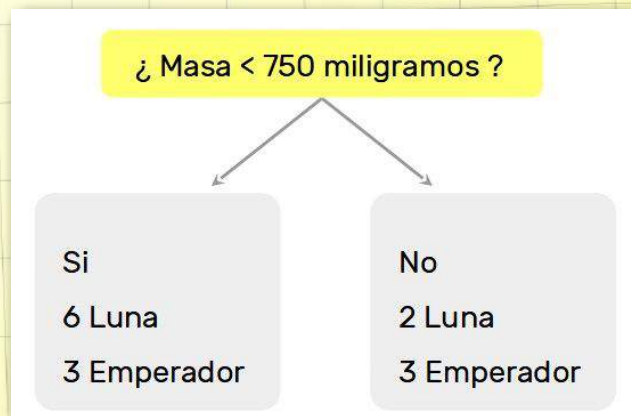 ¿ Masa < 750 miligramos ?
Si
6 Luna
3 Emperador
No
2 Luna
3 Emperador